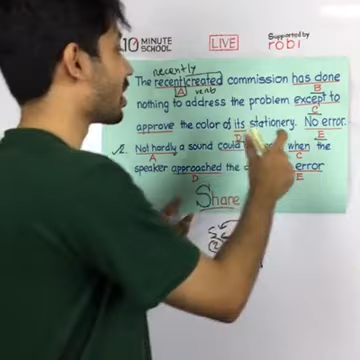 10 MINUTE SCHOOL
LIVE
Supported by
robi
recently
The recent created commission has done
A verb B
nothing to address the problem except to
C
approve the color of its stationery. No error.
D E
2. Not hardly a sound could when the
A C
speaker approached the error
D E
Share